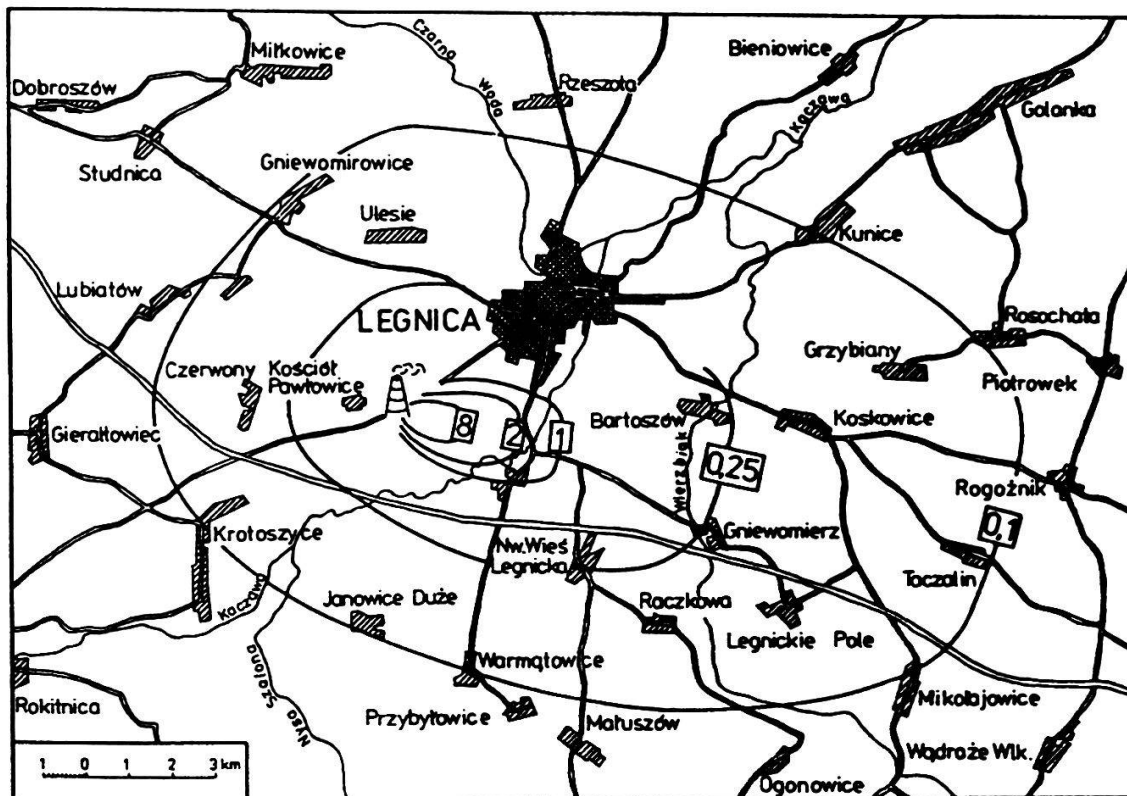 Czarna
Woda
Bieniowice
Miłkowice
Rzeszota
Dobroszów
Kaczawa
Golanka
Studnica
Gniewomirowice
Ulesie
Kunice
Lubiatów
LEGNICA
Rosochata
Grzybiany
Czerwony Kościół
Pawłowice
Piotrowek
Bartoszów
Koskowice
8
2
1
Gierałtowiec
Wierzbiak
0,25
Rogoźnik
Krotoszyce
Gniewomierz
0,1
Nw. Wieś
Legnicka
Taczalin
Kaczawa
Janowice Duże
Raczkowa
Legnickie Pole
Warmątowice
Nysa Szalona
Rokitnica
Mikołajowice
Przybyłowice
Małuszów
Wądroże Wlk.
1 0 1 2 3 km
Ogonowice